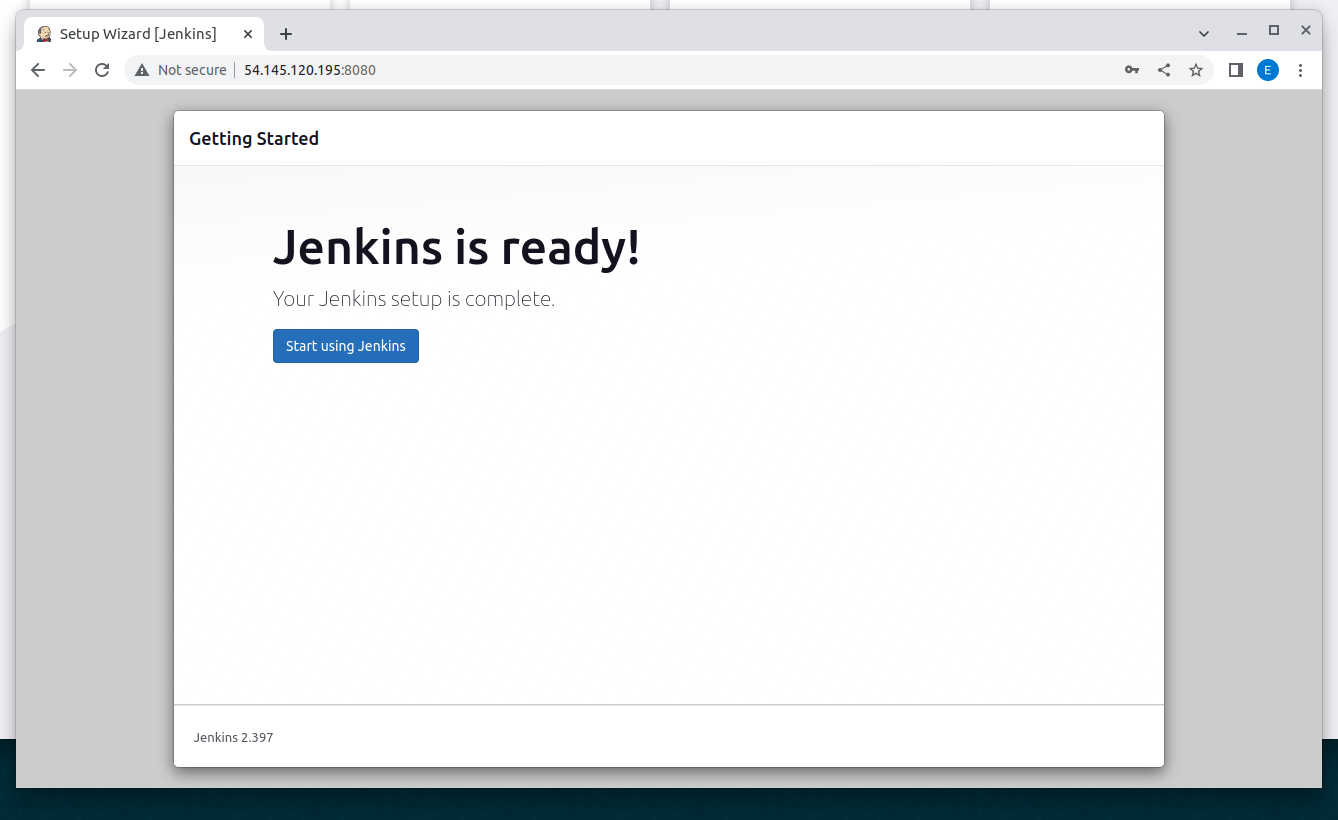 Setup Wizard [Jenkins]
Not secure 54.145.120.195:8080
E
Getting Started
Jenkins is ready!
Your Jenkins setup is complete.
Start using Jenkins
Jenkins 2.397